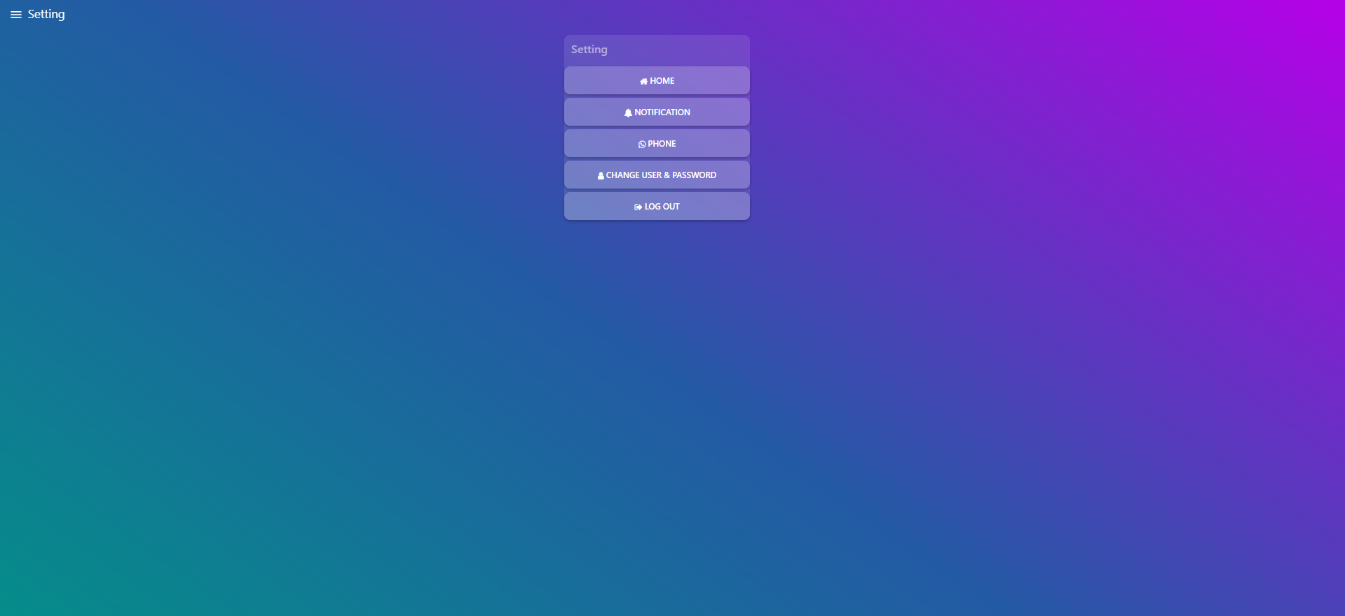 Setting
Setting
HOME
NOTIFICATION
PHONE
CHANGE USER & PASSWORD
LOG OUT